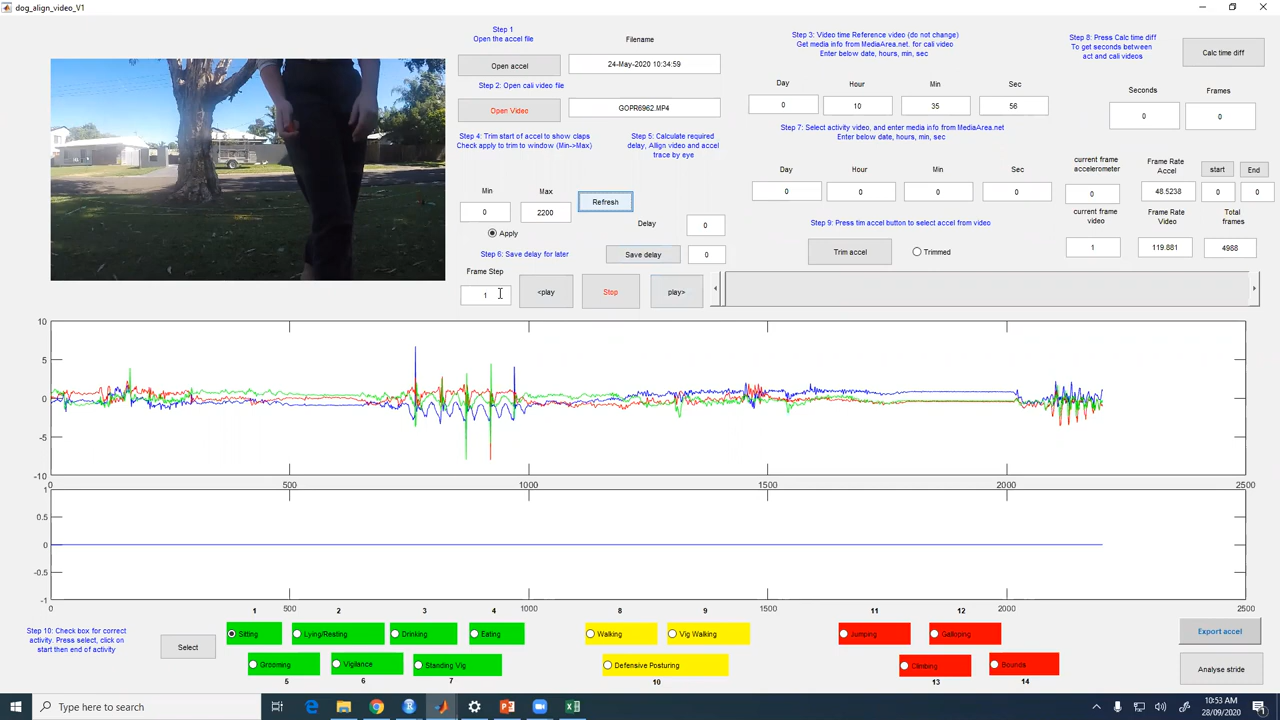 dog_align_video_V1
Step 1
Open the accel file
Filename
Open accel
24-May-2020 10:34:59
Step 2: Open cali video file
Open Video
GOPR6962.MP4
Step 4: Trim start of accel to show claps
Check apply to trim to window (Min->Max)
Step 5: Calculate required
delay, Allign video and accel
trace by eye
Min
Max
0
2200
Refresh
Apply
Delay
0
Step 6: Save delay for later
Save delay
0
Frame Step
1
<play
Stop
play>
Step 3: Video time Reference video (do not change)
Get media info from MediaArea.net. for cali video
Enter below date, hours, min, sec
Day
Hour
Min
Sec
0
10
35
56
Step 7: Select activity video, and enter media info from MediaArea.net
Enter below date, hours, min, sec
Day
Hour
Min
Sec
0
0
0
0
Step 9: Press tim accel button to select accel from video
Trim accel
Trimmed
Step 8: Press Calc time diff
To get seconds between
act and cali videos
Calc time diff
Seconds
Frames
0
0
current frame
accelerometer
Frame Rate
Accel
start
End
0
48.5238
0
0
current frame
video
Frame Rate
Video
Total
frames
1
119.881
4988
10
5
0
-5
-10
0
500
1000
1500
2000
2500
1
0.5
0
-0.5
-1
0
500
1000
1500
2000
2500
Step 10: Check box for correct
activity. Press select, click on
start then end of activity
Select
1
2
3
4
8
9
11
12
Sitting
Lying/Resting
Drinking
Eating
Walking
Vig Walking
Jumping
Galloping
Grooming
Vigilance
Standing Vig
Defensive Posturing
Climbing
Bounds
5
6
7
10
13
14
Export accel
Analyse stride
Type here to search
10:53 AM
28/09/2020